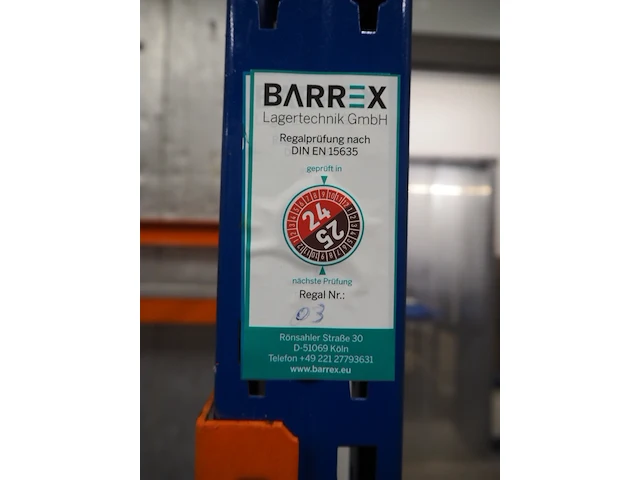 BARREX
Lagertechnik GmbH
Regalprüfung nach
DIN EN 15635
geprüft in
24
25
nächste Prüfung
Regal Nr.:
03
Rönsahler Straße 30
D-51069 Köln
Telefon +49 221 27793631
www.barrex.eu